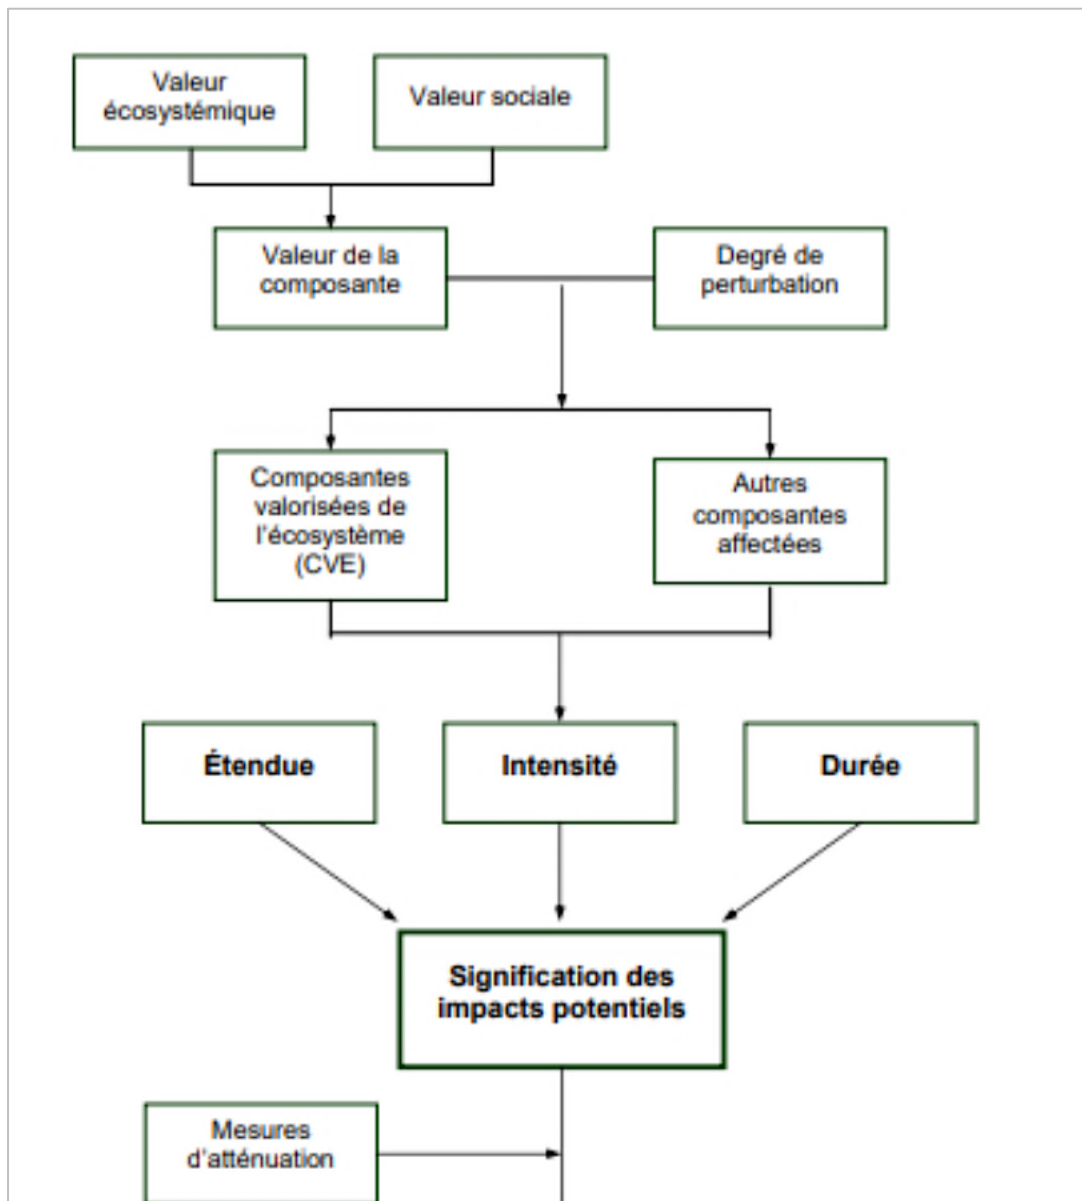 Valeur
écosystémique
Valeur sociale
Valeur de la
composante
Degré de
perturbation
Composantes
valorisées de
l'écosystème
(CVE)
Autres
composantes
affectées
Étendue
Intensité
Durée
Signification des
impacts potentiels
Mesures
d'atténuation